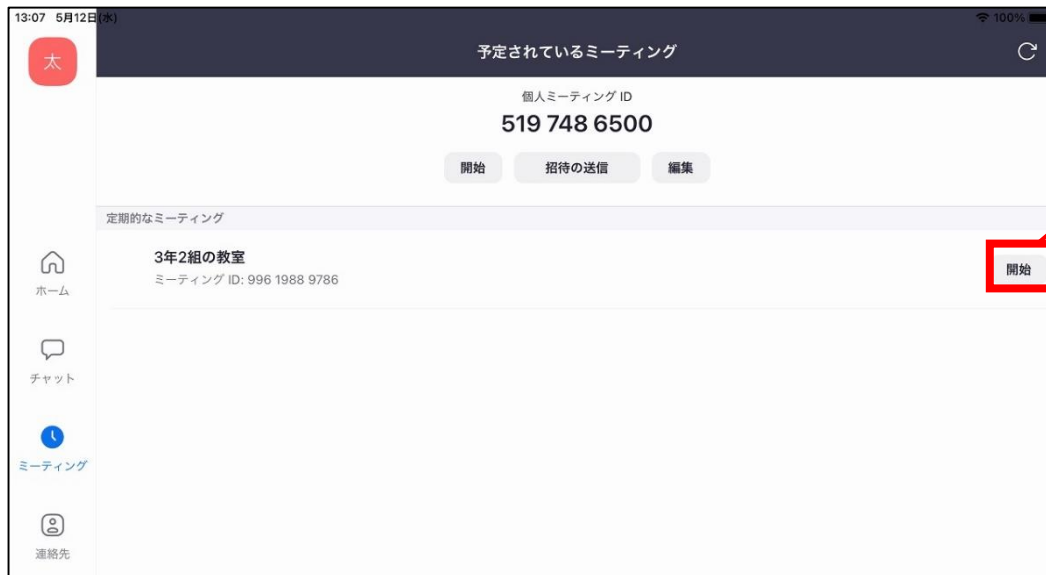 13:07 5月12日(水)
100%
太
予定されているミーティング
個人ミーティング ID
519 748 6500
開始
招待の送信
編集
定期的なミーティング
3年2組の教室
ミーティング ID: 996 1988 9786
開始
ホーム
チャット
ミーティング
連絡先